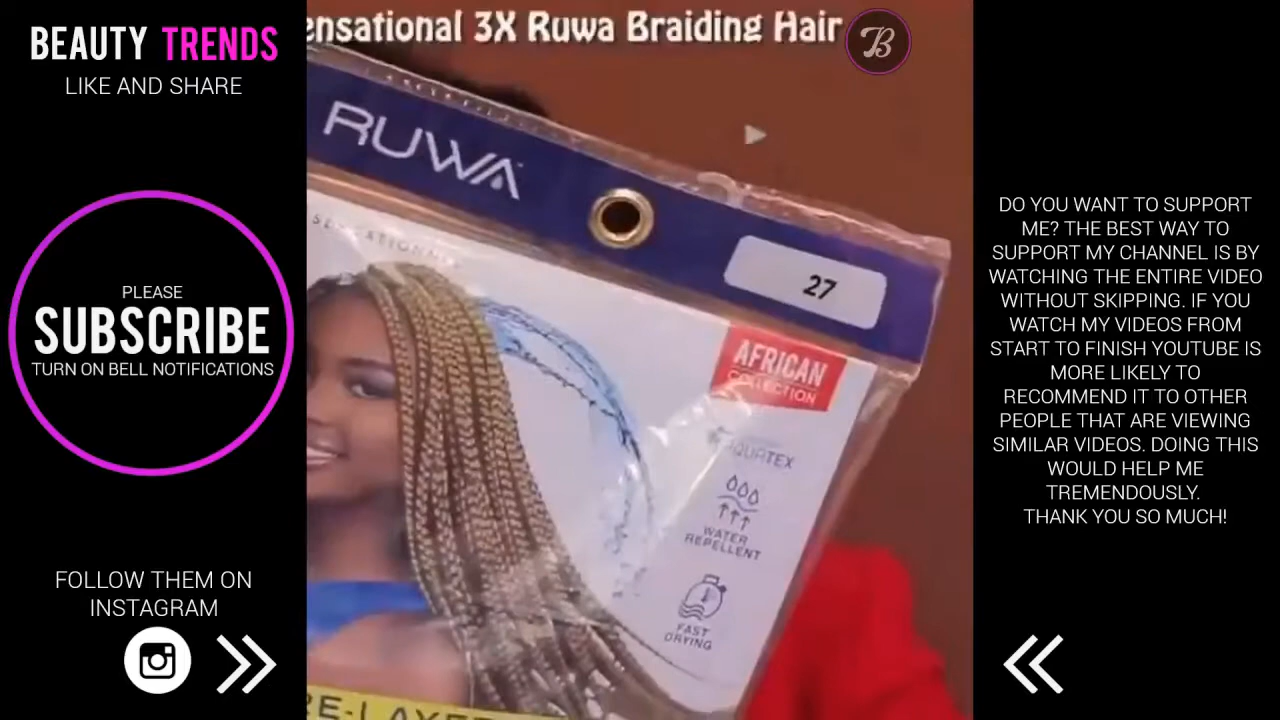 BEAUTY TRENDS
LIKE AND SHARE
PLEASE
SUBSCRIBE
TURN ON BELL NOTIFICATIONS
FOLLOW THEM ON
INSTAGRAM
ensational 3X Ruwa Braiding Hair
B
RUWA
27
SENSATIONNEL
AFRICAN
COLLECTION
AQUATEX
WATER
REPELLENT
FAST
DRYING
RE-LAYE
DO YOU WANT TO SUPPORT
ME? THE BEST WAY TO
SUPPORT MY CHANNEL IS BY
WATCHING THE ENTIRE VIDEO
WITHOUT SKIPPING. IF YOU
WATCH MY VIDEOS FROM
START TO FINISH YOUTUBE IS
MORE LIKELY TO
RECOMMEND IT TO OTHER
PEOPLE THAT ARE VIEWING
SIMILAR VIDEOS. DOING THIS
WOULD HELP ME
TREMENDOUSLY.
THANK YOU SO MUCH!